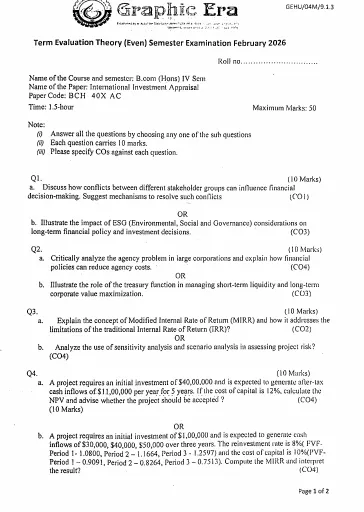 GEHU/04M/9.1.3
Graphic Era
Term Evaluation Theory (Even) Semester Examination February 2026
Roll no..............................
Name of the Course and semester: B.com (Hons) IV Sem
Name of the Paper: International Investment Appraisal
Paper Code: BCH 40X AC
Time: 1.5-hour Maximum Marks: 50
Note:
(i) Answer all the questions by choosing any one of the sub questions
(ii) Each question carries 10 marks.
(iii) Please specify COs against each question.
Q1. (10 Marks)
a. Discuss how conflicts between different stakeholder groups can influence financial
decision-making. Suggest mechanisms to resolve such conflicts (CO1)
OR
b. Illustrate the impact of ESG (Environmental, Social and Governance) considerations on
long-term financial policy and investment decisions. (CO3)
Q2. (10 Marks)
a. Critically analyze the agency problem in large corporations and explain how financial
policies can reduce agency costs. (CO4)
OR
b. Illustrate the role of the treasury function in managing short-term liquidity and long-term
corporate value maximization. (CO3)
Q3. (10 Marks)
a. Explain the concept of Modified Internal Rate of Return (MIRR) and how it addresses the
limitations of the traditional Internal Rate of Return (IRR)? (CO2)
OR
b. Analyze the use of sensitivity analysis and scenario analysis in assessing project risk?
(CO4)
Q4. (10 Marks)
a. A project requires an initial investment of $40,00,000 and is expected to generate after-tax
cash inflows of $11,00,000 per year for 5 years. If the cost of capital is 12%, calculate the
NPV and advise whether the project should be accepted ? (CO4)
(10 Marks)
OR
b. A project requires an initial investment of $1,00,000 and is expected to generate cash
inflows of $30,000, $40,000, $50,000 over three years. The reinvestment rate is 8%( FVF-
Period 1- 1.0800, Period 2 – 1.1664, Period 3 - 1.2597) and the cost of capital is 10%(PVF-
Period 1 – 0.9091, Period 2 – 0.8264, Period 3 – 0.7513). Compute the MIRR and interpret
the result? (CO4)
Page 1 of 2